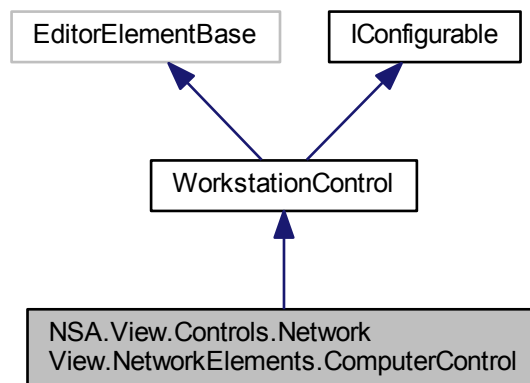 EditorElementBase
IConfigurable
WorkstationControl
NSA.View.Controls.Network
View.NetworkElements.ComputerControl